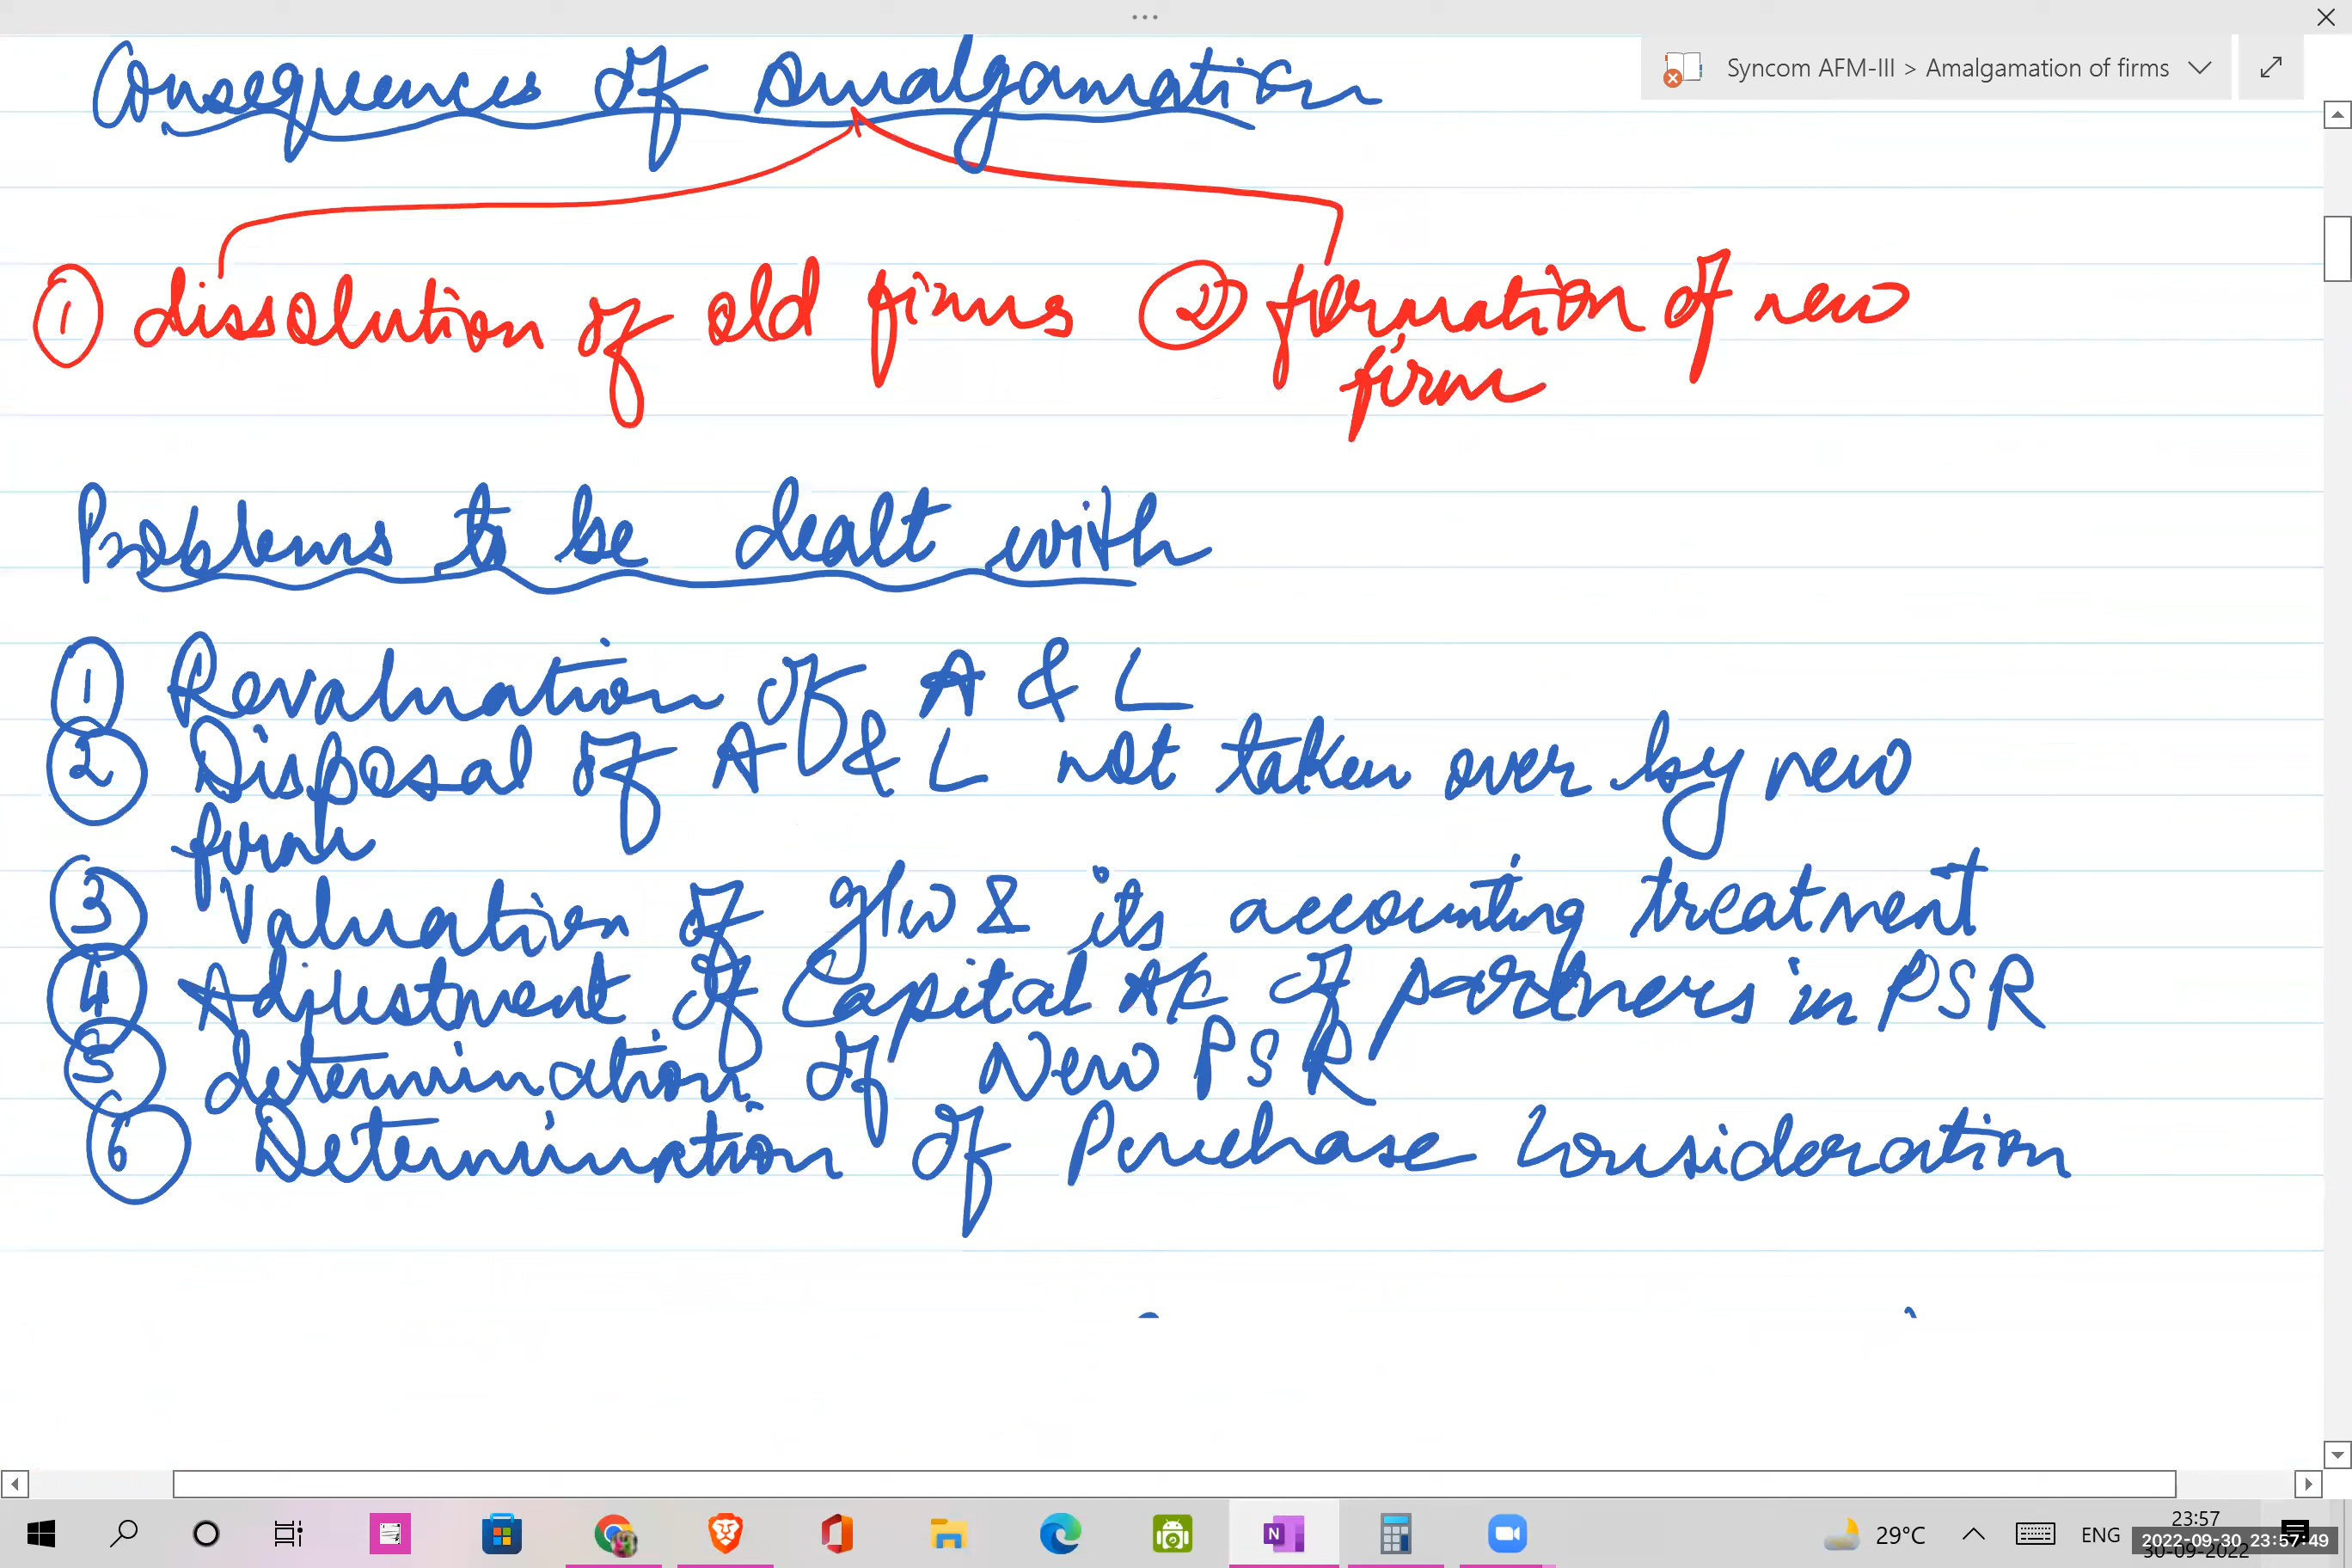 ...
Consequences of Amalgamation
Syncom AFM-III > Amalgamation of firms
① dissolution of old firms ② formation of new
firm
Problems to be dealt with
① Revaluation of A & L
② Disposal of A & L not taken over by new
firm
③ Valuation of g/w & its accounting treatment
④ Adjustment of Capital A/c of partners in PSR
⑤ determination of New PSR
⑥ Determination of Purchase Consideration
29°C
ENG
23:57
30-09-2022
2022-09-30 23:57:49